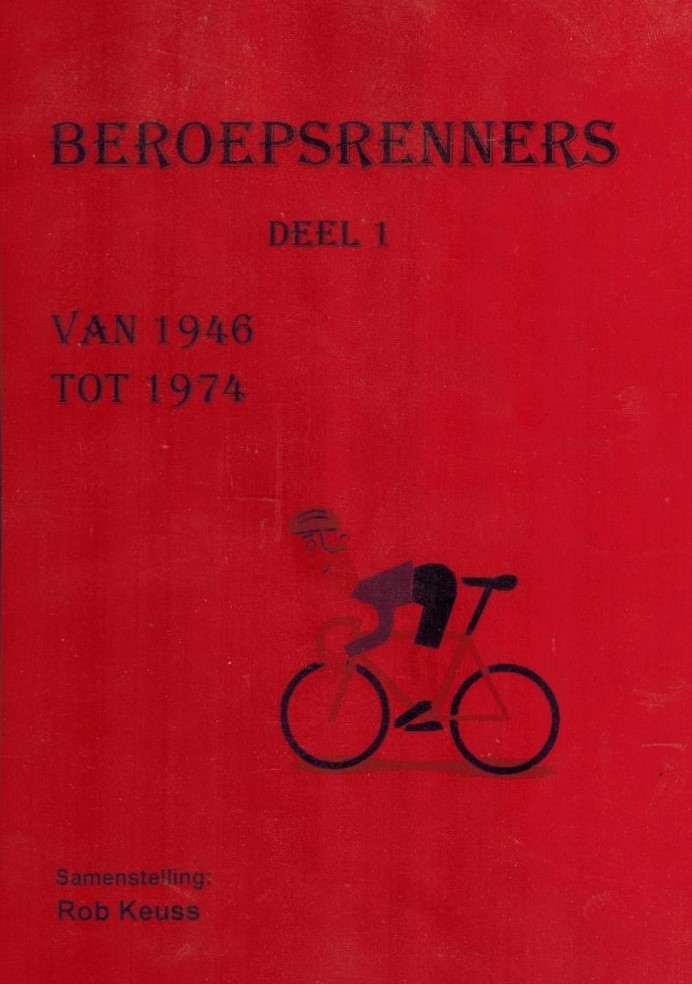 BEROEPSRENNERS
DEEL 1
VAN 1946
TOT 1974
Samenstelling:
Rob Keuss